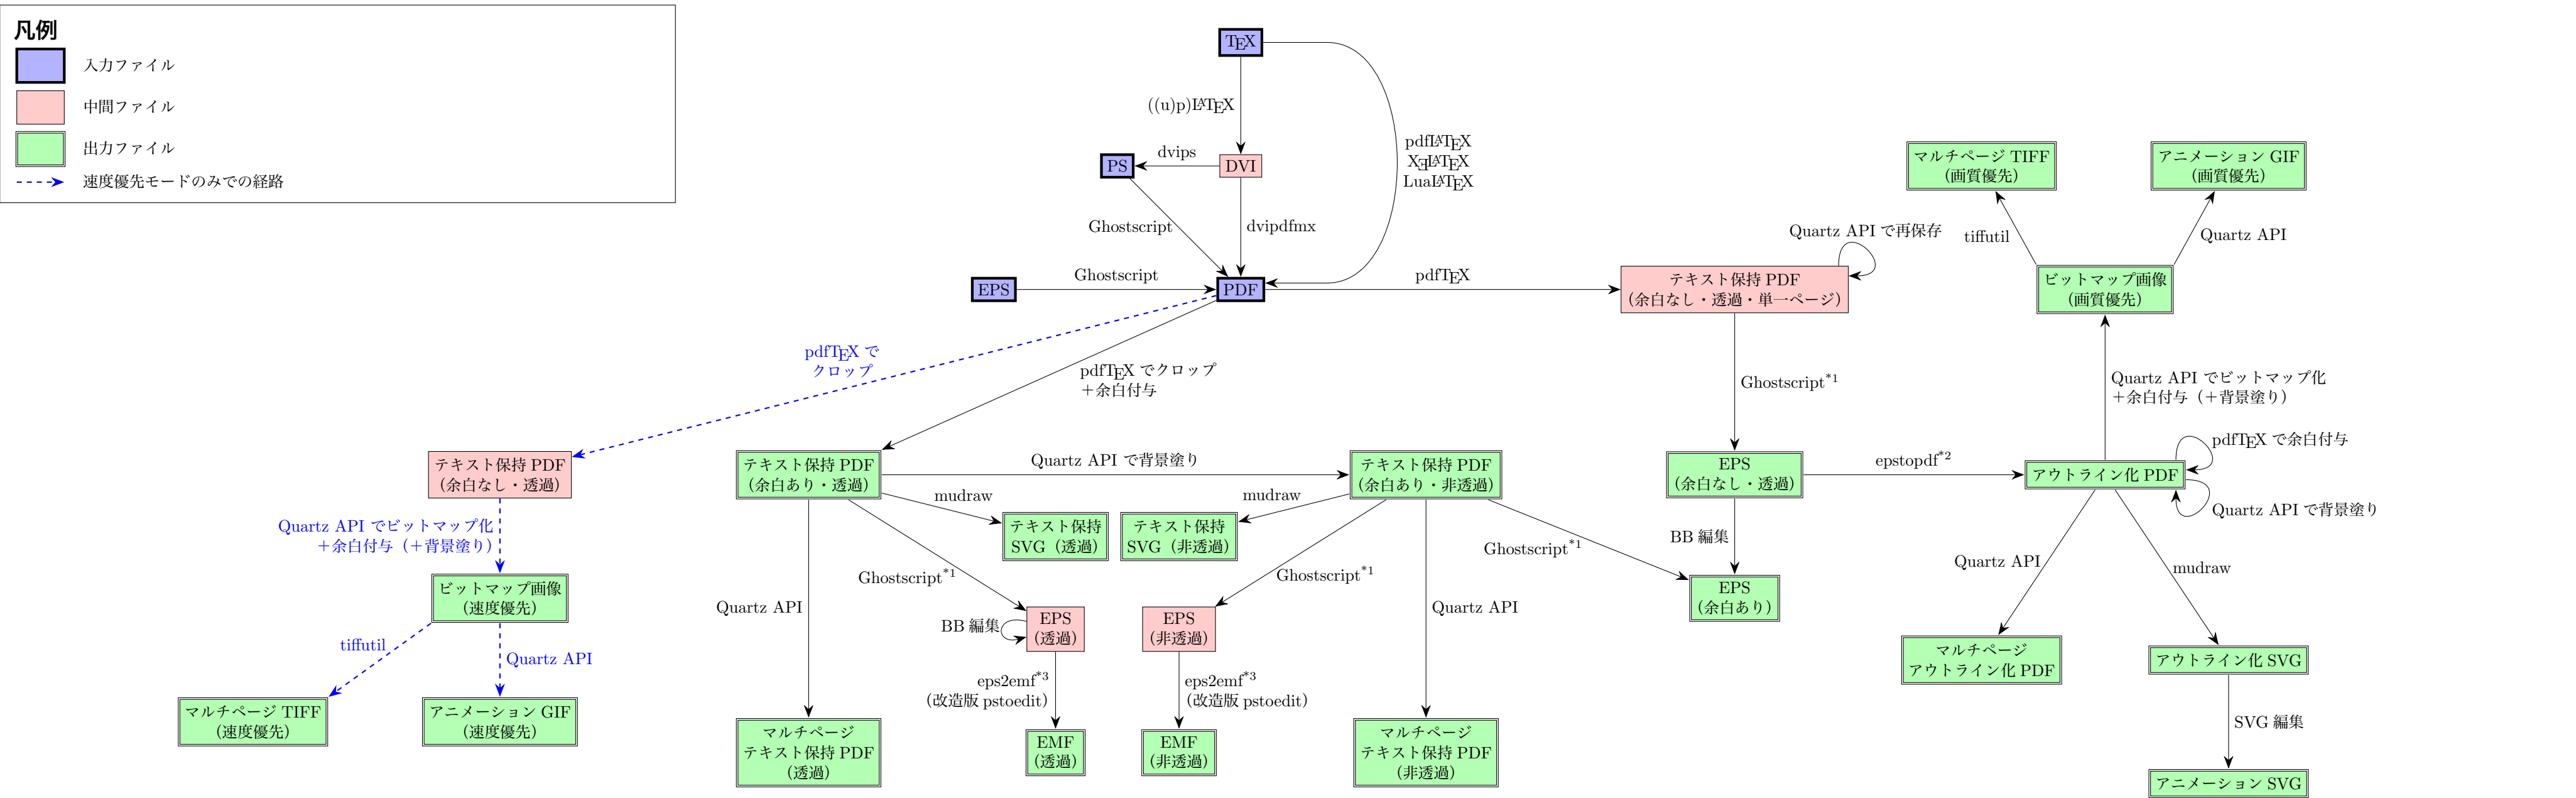 凡例
入力ファイル
中間ファイル
出力ファイル
速度優先モードのみでの経路
TEX
((u)p)LATEX
pdfLATEX
XELATEX
LuaLATEX
PS
dvips
DVI
Ghostscript
dvipdfmx
EPS
Ghostscript
PDF
pdfTEX
Quartz API で再保存
テキスト保持 PDF
（余白なし・透過・単一ページ）
マルチページ TIFF
（画質優先）
アニメーション GIF
（画質優先）
tiffutil
Quartz API
ビットマップ画像
（画質優先）
pdfTEX で
クロップ
pdfTEX でクロップ
＋余白付与
Ghostscript*1
Quartz API でビットマップ化
＋余白付与（＋背景塗り）
テキスト保持 PDF
（余白なし・透過）
テキスト保持 PDF
（余白あり・透過）
Quartz API で背景塗り
テキスト保持 PDF
（余白あり・非透過）
EPS
（余白なし・透過）
epstopdf*2
アウトライン化 PDF
pdfTEX で余白付与
Quartz API で背景塗り
Quartz API でビットマップ化
＋余白付与（＋背景塗り）
mudraw
テキスト保持
SVG（透過）
mudraw
テキスト保持
SVG（非透過）
Ghostscript*1
BB 編集
EPS
（余白あり）
Quartz API
mudraw
ビットマップ画像
（速度優先）
Quartz API
Ghostscript*1
BB 編集
EPS
（透過）
Ghostscript*1
EPS
（非透過）
Quartz API
tiffutil
Quartz API
マルチページ TIFF
（速度優先）
アニメーション GIF
（速度優先）
eps2emf*3
（改造版 pstoedit）
eps2emf*3
（改造版 pstoedit）
マルチページ
アウトライン化 PDF
アウトライン化 SVG
マルチページ
テキスト保持 PDF
（透過）
EMF
（透過）
EMF
（非透過）
マルチページ
テキスト保持 PDF
（非透過）
SVG 編集
アニメーション SVG